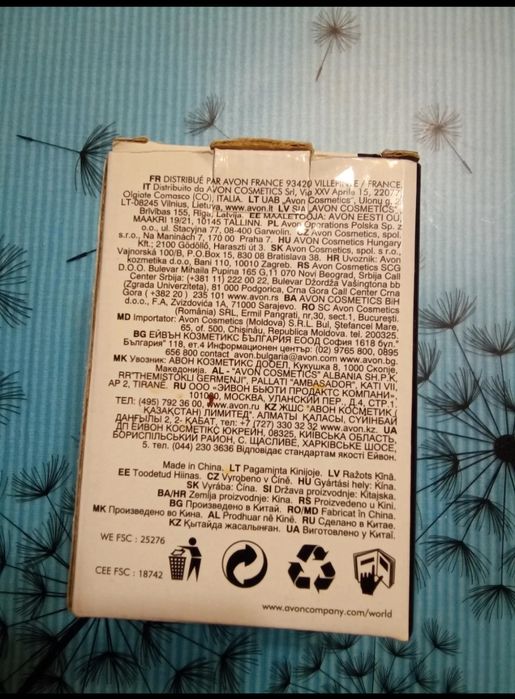 FR DISTRIBUÉ PAR AVON FRANCE 93420 VILLEPINTE / FRANCE.
IT Distribuito da AVON COSMETICS Srl, Via XXV Aprile 15, 22077
Olgiate Comasco (CO), ITALIA. LT UAB „Avon Cosmetics", Ulonų g.
LT-08245 Vilnius, Lietuva, www.avon.lt LV SIA „AVON COSMETICS"
Brīvības 155, Rīga, Latvija. EE MAALETOOJA: AVON EESTI OÜ,
MAAKRI 19/21, 10145 TALLINN. PL Avon Operations Polska Sp. z
o.o., ul. Stacyjna 77, 08-400 Garwolin. CZ Avon Cosmetics, spol.
s r.o., Na Maninách 7, 170 00 Praha 7. HU AVON Cosmetics Hungary
Kft.; 2100 Gödöllő, Haraszti út 3. SK Avon Cosmetics, spol. s r.o.,
Vajnorská 100/B, P.O.Box 15, 830 08 Bratislava 38. HR Uvoznik: Avon
kozmetika d.o.o, Bani 110, 10010 Zagreb. RS Avon Cosmetics SCG
D.O.O. Bulevar Mihaila Pupina 165 G,11 070 Novi Beograd, Srbija Call
Center Srbija: (+381 11) 222 00 22, Bulevar Džordža Vašingtona bb
(Zgrada Univerziteta), 81 000 Podgorica, Crna Gora Call Center Crna
Gora (+382 20) 235 101 www.avon.rs BA AVON COSMETICS BiH
d.o.o., F.A, Zvizdovića 1, 71000 Sarajevo. RO SC Avon Cosmetics
(România) SRL, Ermil Pangrati, nr.30, sect.1, Bucureşti.
MD Importator: Avon Cosmetics (Moldova) S.R.L. Bul, Ştefancel Mare,
65, of. 500, Chişinău, Republica Moldova. tel. 200325.
BG ЕЙВЪН КОЗМЕТИКС БЪЛГАРИЯ ЕООД София 1618 бул."
България" 118, ет.4 Информационен център: (02) 9765 800, 0895
656 800 contact avon.bulgaria@avon.com www.avon.bg.
MK Увозник: АВОН КОЗМЕТИКС ДООЕЛ, Кукушка 8, 1000 Скопје,
Македонија. AL - "AVON COSMETICS" ALBANIA SH.P.K,
RR"THEMISTOKLI GERMENJI", PALLATI "AMBASADOR", KATI VII,
AP 2, TIRANË. RU ООО «ЭЙВОН БЬЮТИ ПРОДАКТС КОМПАНИ»,
101000, МОСКВА, УЛАНСКИЙ ПЕР., Д.4, СТР.1,
ТЕЛ: (495) 792 36 00, www.avon.ru KZ ЖШС "АВОН КОСМЕТИК (
ҚАЗАҚСТАН) ЛИМИТЕД", АЛМАТЫ ҚАЛАСЫ, СҮЙІНБАЙ
ДАҢҒЫЛЫ 2, 2- ҚАБАТ, тел: +7 (727) 330 32 32 www.avon.kz. UA
ДП ЕЙВОН КОСМЕТІКС ЮКРЕЙН, 08325, КИЇВСЬКА ОБЛАСТЬ,
БОРИСПІЛЬСЬКИЙ РАЙОН, С. ЩАСЛИВЕ, ХАРКІВСЬКЕ ШОСЕ,
5. тел. (044) 230 3636 Відповідає стандартам якості Ейвон.
Made in China. LT Pagaminta Kinijoje. LV Ražots Ķīnā.
EE Toodetud Hiinas. CZ Vyrobeno v Číně. HU Gyártási hely: Kína.
SK Vyroba: Čína. SI Država proizvodnje: Kitajska.
BA/HR Zemlja proizvodnje: Kina. RS Proizvedeno u Kini.
BG Произведено в Китай. RO/MD Fabricat în China.
MK Произведено во Кина. AL Prodhuar në Kinë. RU Сделано в Китае.
KZ Қытайда жасалынған. UA Виготовлено у Китаї.
WE FSC : 25276
CEE FSC : 18742
www.avoncompany.com/world